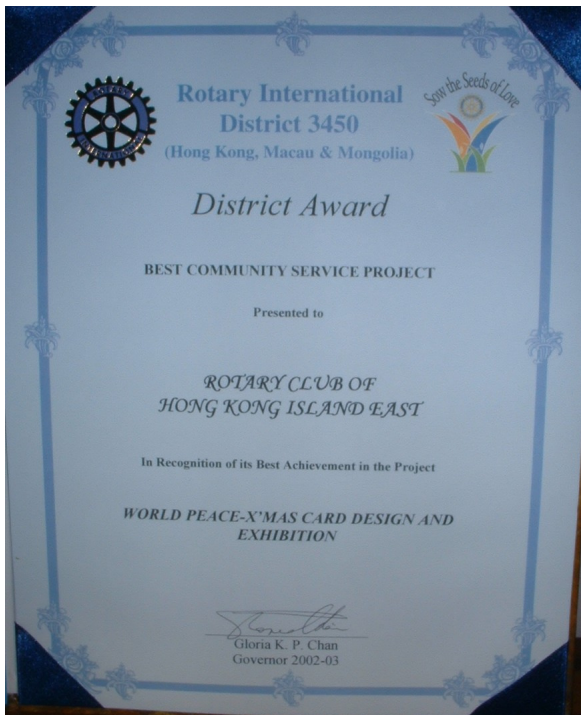 ROTARY
INTERNATIONAL
Sow the Seeds of Love
Rotary International
District 3450
(Hong Kong, Macau & Mongolia)
District Award
BEST COMMUNITY SERVICE PROJECT
Presented to
ROTARY CLUB OF
HONG KONG ISLAND EAST
In Recognition of its Best Achievement in the Project
WORLD PEACE-X'MAS CARD DESIGN AND
EXHIBITION
Gloria K. P. Chan
Governor 2002-03